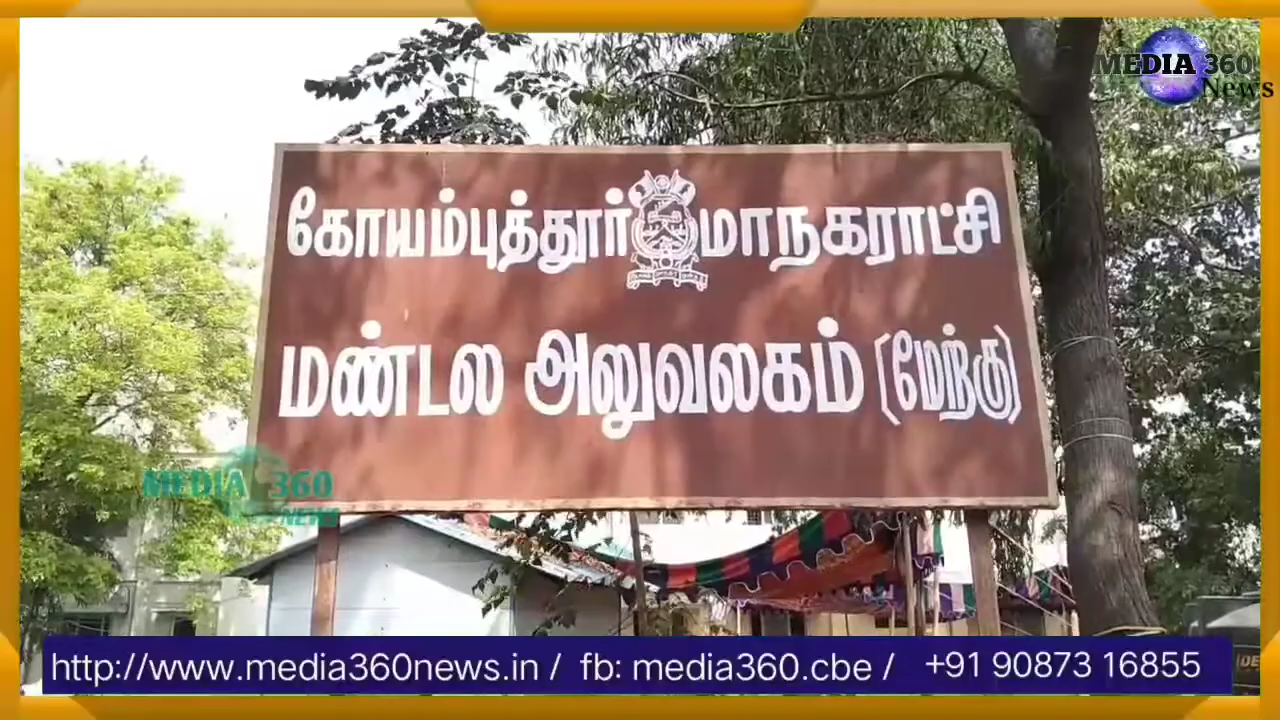 MEDIA 360
News
கோயம்புத்தூர் மாநகராட்சி
மண்டல அலுவலகம் (மேற்கு)
MEDIA 360
NEWS
http://www.media360news.in / fb: media360.cbe / +91 90873 16855